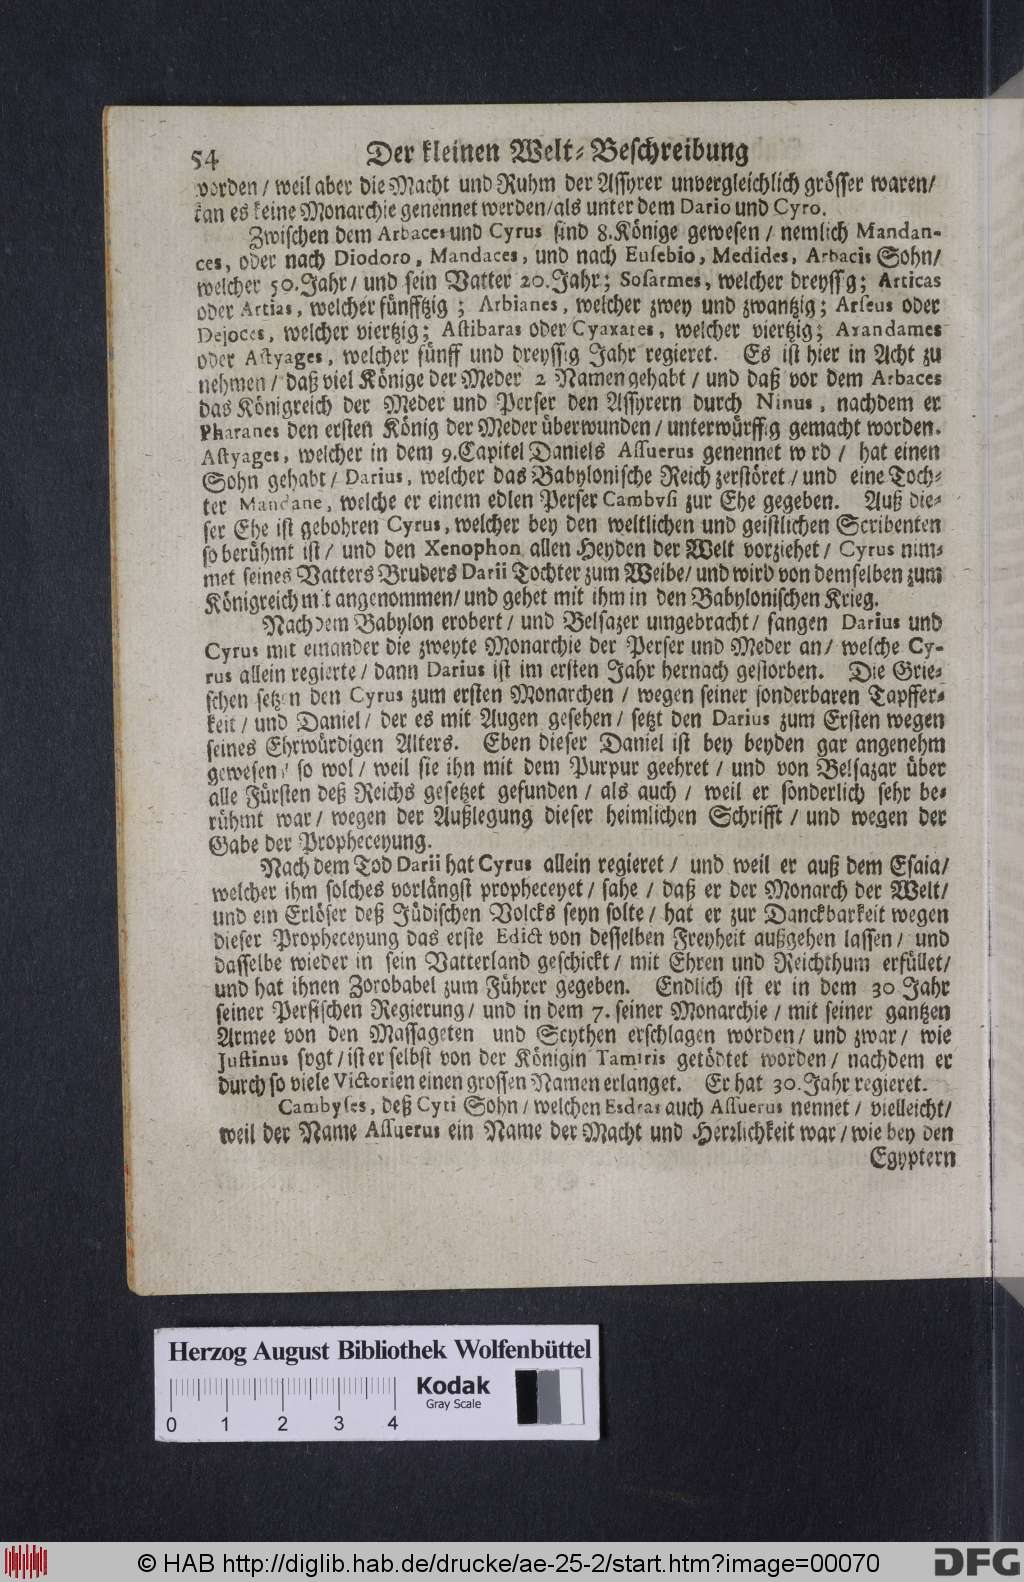 54 Der kleinen Welt-Beschreibung
worden/ weil aber die Macht und Ruhm der Assyrer unvergleichlich grösser waren/
kan es keine Monarchie genennet werden/als unter dem Dario und Cyro.
Zwischen dem Arbaces und Cyrus sind 8. Könige gewesen/ nemlich Mandan-
ces, oder nach Diodoro, Mandaces, und nach Eusebio, Medides, Arbacis Sohn/
welcher 50. Jahr/ und sein Vatter 20. Jahr; Sosarmes, welcher dreyssig; Articas
oder Artias, welcher fünfftzig; Arbianes, welcher zwey und zwantzig; Arseus oder
Dejoces, welcher viertzig; Astibaras oder Cyaxares, welcher viertzig; Axandames
oder Astyages, welcher fünff und dreyssig Jahr regieret. Es ist hier in Acht zu
nehmen/ daß viel Könige der Meder 2 Namen gehabt/ und daß vor dem Arbaces
das Königreich der Meder und Perser den Assyrern durch Ninus, nachdem er
Pharanes den ersten König der Meder überwunden/ unterwürffig gemacht worden.
Astyages, welcher in dem 9. Capitel Daniels Assuerus genennet wird/ hat einen
Sohn gehabt/ Darius, welcher das Babylonische Reich zerstöret/ und eine Toch-
ter Mandane, welche er einem edlen Perser Cambysi zur Ehe gegeben. Auß die-
ser Ehe ist gebohren Cyrus, welcher bey den weltlichen und geistlichen Scribenten
so berühmt ist/ und den Xenophon allen Heyden der Welt vorziehet/ Cyrus nim-
met seines Vatters Bruders Darii Tochter zum Weibe/ und wird von demselben zum
Königreich mit angenommen/ und gehet mit ihm in den Babylonischen Krieg.
Nachdem Babylon erobert/ und Belsazer umgebracht/ fangen Darius und
Cyrus mit einander die zweyte Monarchie der Perser und Meder an/ welche Cy-
rus allein regierte/ dann Darius ist im ersten Jahr hernach gestorben. Die Grie-
schen setzen den Cyrus zum ersten Monarchen/ wegen seiner sonderbaren Tapffer-
keit/ und Daniel/ der es mit Augen gesehen/ setzt den Darius zum Ersten wegen
seines Ehrwürdigen Alters. Eben dieser Daniel ist bey beyden gar angenehm
gewesen/ so wol/ weil sie ihn mit dem Purpur geehret/ und von Belsazar über
alle Fürsten deß Reichs gesetzet gefunden/ als auch/ weil er sonderlich sehr be-
rühmt war/ wegen der Außlegung dieser heimlichen Schrifft/ und wegen der
Gabe der Propheceyung.
Nach dem Tod Darii hat Cyrus allein regieret/ und weil er auß dem Esaia/
welcher ihm solches vorlängst propheceyet/ sahe/ daß er der Monarch der Welt/
und ein Erlöser deß Jüdischen Volcks seyn solte/ hat er zur Danckbarkeit wegen
dieser Propheceyung das erste Edict von desselben Freyheit außgehen lassen/ und
dasselbe wieder in sein Vatterland geschickt/ mit Ehren und Reichthum erfüllet/
und hat ihnen Zorobabel zum Führer gegeben. Endlich ist er in dem 30 Jahr
seiner Persischen Regierung/ und in dem 7. seiner Monarchie/ mit seiner gantzen
Armee von den Massageten und Scythen erschlagen worden/ und zwar/ wie
Justinus sagt/ ist er selbst von der Königin Tamiris getödtet worden/ nachdem er
durch so viele Victorien einen grossen Namen erlanget. Er hat 30. Jahr regieret.
Cambyses, deß Cyri Sohn/ welchen Esdras auch Assuerus nennet/ vielleicht/
weil der Name Assuerus ein Name der Macht und Herrlichkeit war/ wie bey den
Egyptern
Herzog August Bibliothek Wolfenbüttel
Kodak
Gray Scale
0 1 2 3 4
© HAB http://diglib.hab.de/drucke/ae-25-2/start.htm?image=00070
DFG